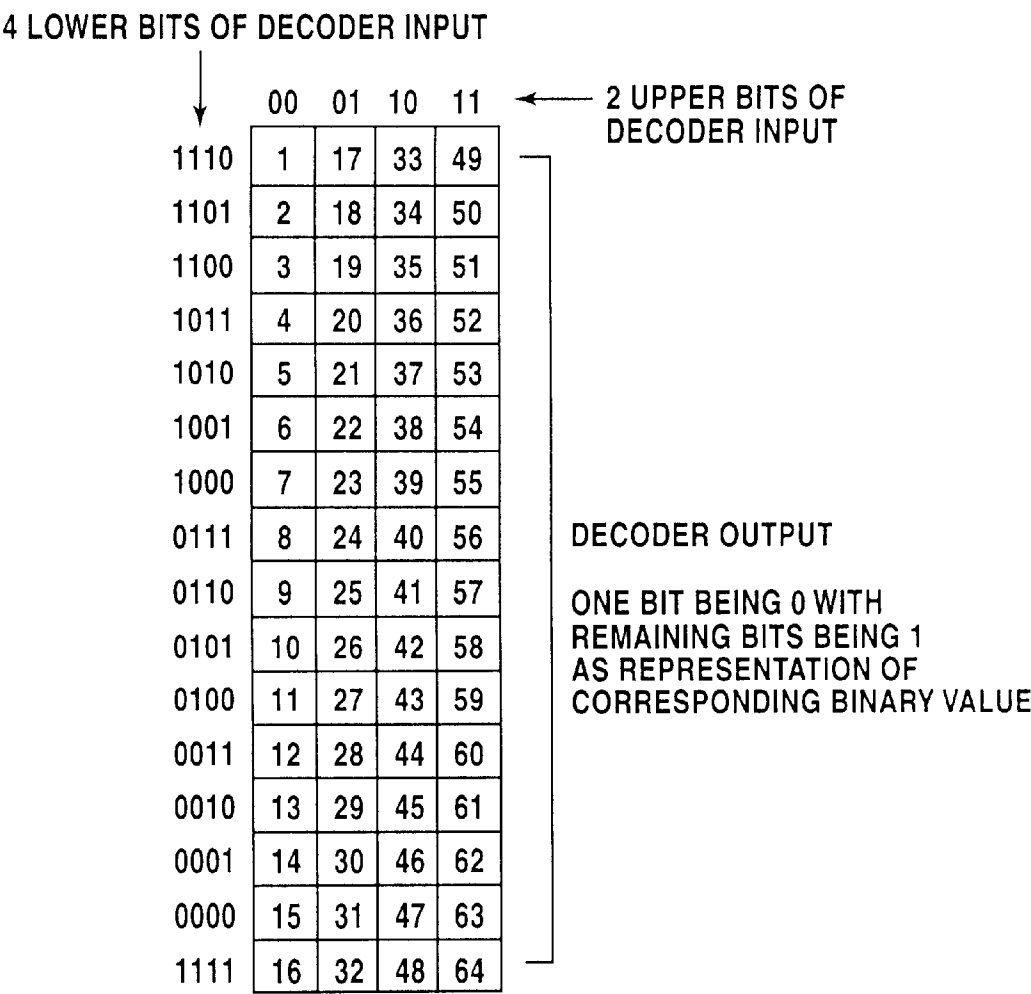 4 LOWER BITS OF DECODER INPUT
00 01 10 11 2 UPPER BITS OF
DECODER INPUT
1110 1 17 33 49
1101 2 18 34 50
1100 3 19 35 51
1011 4 20 36 52
1010 5 21 37 53
1001 6 22 38 54
1000 7 23 39 55
0111 8 24 40 56 DECODER OUTPUT
0110 9 25 41 57 ONE BIT BEING 0 WITH
0101 10 26 42 58 REMAINING BITS BEING 1
AS REPRESENTATION OF
0100 11 27 43 59 CORRESPONDING BINARY VALUE
0011 12 28 44 60
0010 13 29 45 61
0001 14 30 46 62
0000 15 31 47 63
1111 16 32 48 64